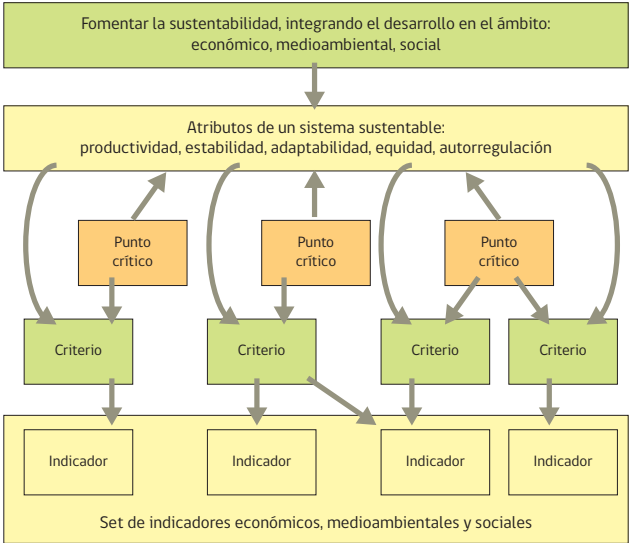 Fomentar la sustentabilidad, integrando el desarrollo en el ámbito:
económico, medioambiental, social
Atributos de un sistema sustentable:
productividad, estabilidad, adaptabilidad, equidad, autorregulación
Punto
crítico
Punto
crítico
Punto
crítico
Criterio
Criterio
Criterio
Criterio
Indicador
Indicador
Indicador
Indicador
Set de indicadores económicos, medioambientales y sociales